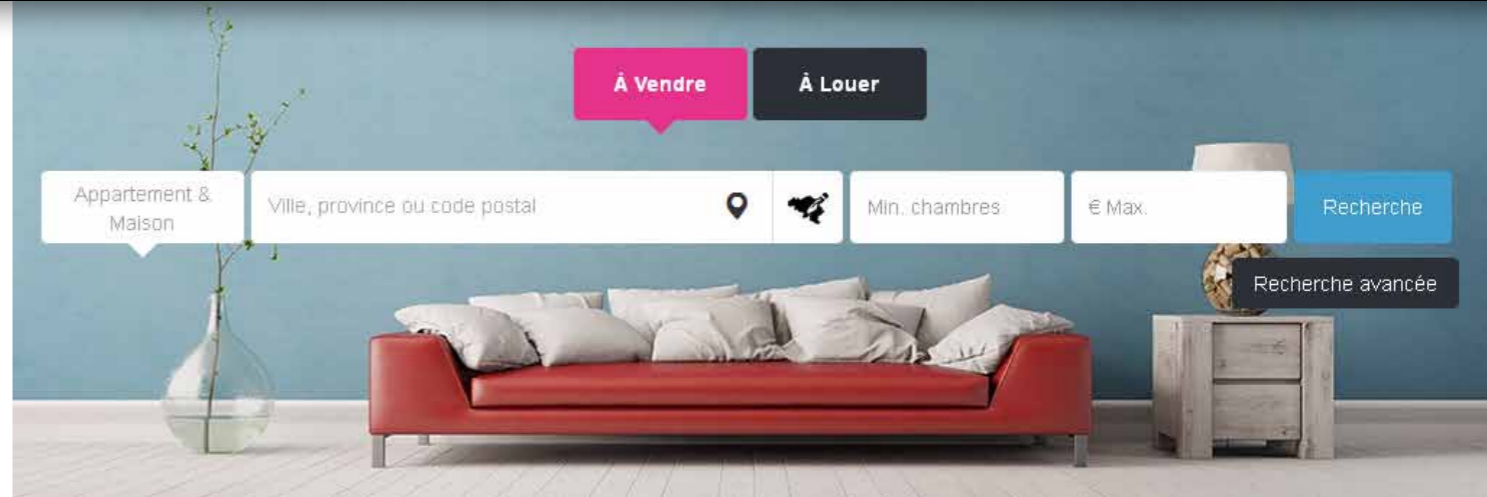 À Vendre
À Louer
Appartement &
Maison
Ville, province ou code postal
Min. chambres
€ Max.
Recherche
Recherche avancée